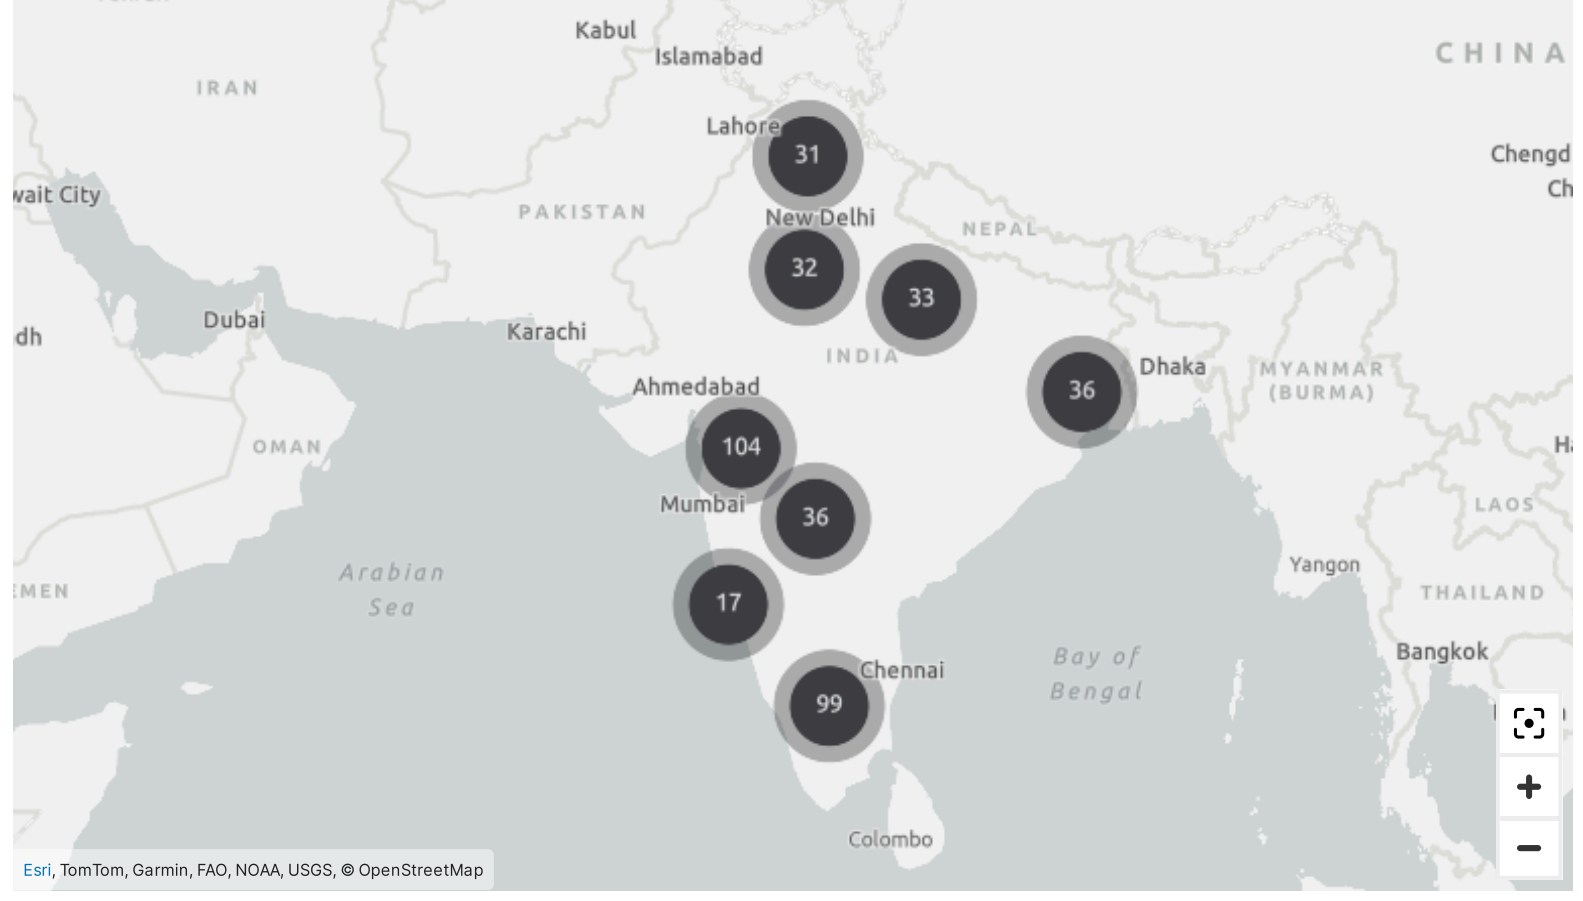 Kabul
Islamabad
CHINA
IRAN
Lahore
31
Chengd
wait City
Ch
PAKISTAN
New Delhi
NEPAL
32
33
Dubai
Karachi
dh
INDIA
Dhaka
MYANMAR
(BURMA)
Ahmedabad
36
104
OMAN
Mumbai
36
LAOS
Arabian
Sea
Yangon
EMEN
THAILAND
17
Bay of
Bengal
Bangkok
Chennai
99
Colombo
Esri, TomTom, Garmin, FAO, NOAA, USGS, © OpenStreetMap